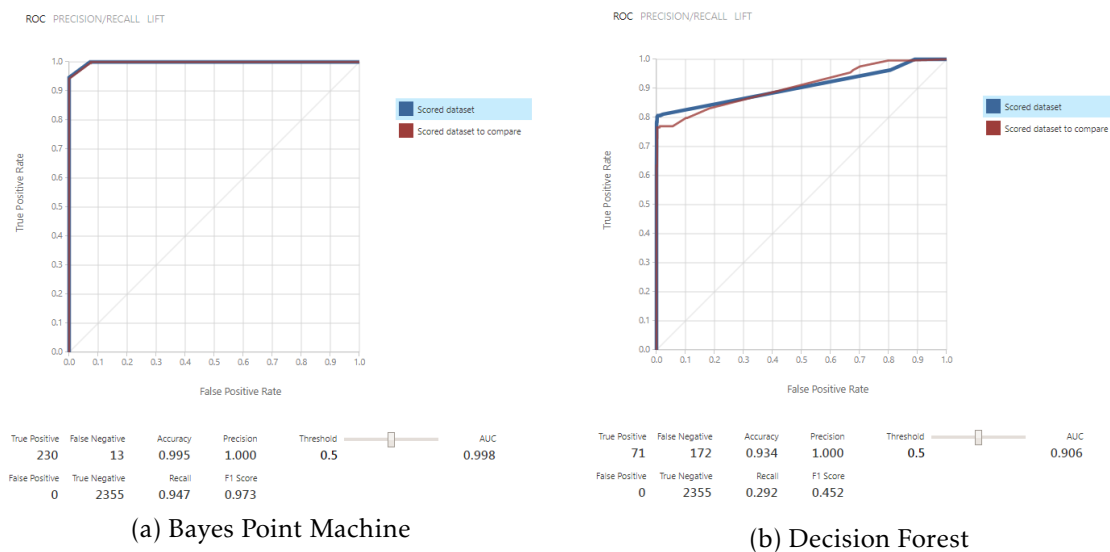 ROC PRECISION/RECALL LIFT
1.0
0.9
0.8
0.7
0.6
0.5
0.4
0.3
0.2
0.1
0.0
True Positive Rate
0.0 0.1 0.2 0.3 0.4 0.5 0.6 0.7 0.8 0.9 1.0
False Positive Rate
Scored dataset
Scored dataset to compare
True Positive False Negative Accuracy Precision Threshold AUC
230 13 0.995 1.000 0.5 0.998
False Positive True Negative Recall F1 Score
0 2355 0.947 0.973
(a) Bayes Point Machine
ROC PRECISION/RECALL LIFT
1.0
0.9
0.8
0.7
0.6
0.5
0.4
0.3
0.2
0.1
0.0
True Positive Rate
0.0 0.1 0.2 0.3 0.4 0.5 0.6 0.7 0.8 0.9 1.0
False Positive Rate
Scored dataset
Scored dataset to compare
True Positive False Negative Accuracy Precision Threshold AUC
71 172 0.934 1.000 0.5 0.906
False Positive True Negative Recall F1 Score
0 2355 0.292 0.452
(b) Decision Forest